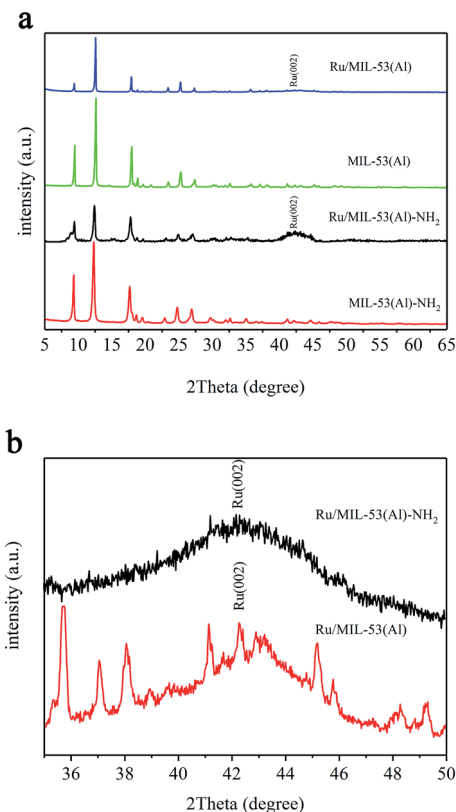 a
Ru(002)
Ru/MIL-53(Al)
MIL-53(Al)
Ru(002)
Ru/MIL-53(Al)-NH2
MIL-53(Al)-NH2
intensity (a.u.)
5 10 15 20 25 30 35 40 45 50 55 60 65
2Theta (degree)
b
Ru(002)
Ru/MIL-53(Al)-NH2
Ru(002)
Ru/MIL-53(Al)
intensity (a.u.)
36 38 40 42 44 46 48 50
2Theta (degree)